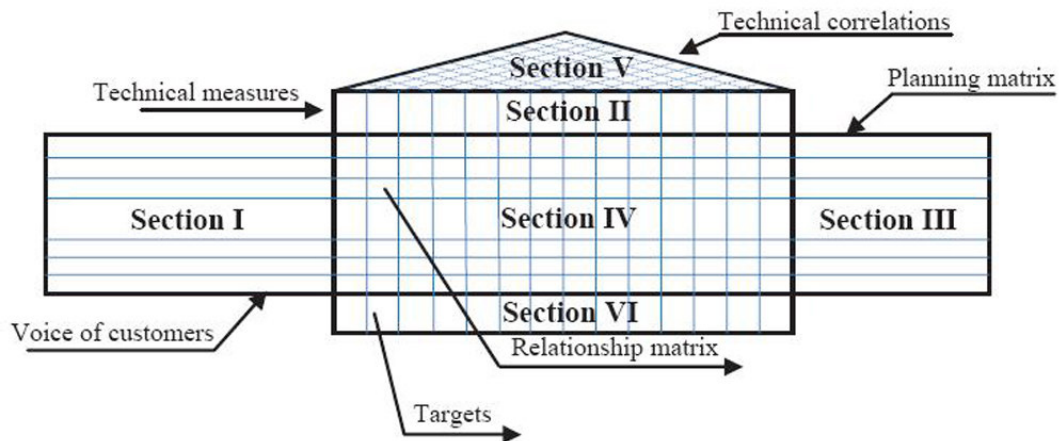 Technical correlations
Section V
Planning matrix
Technical measures
Section II
Section I
Section IV
Section III
Section VI
Voice of customers
Relationship matrix
Targets